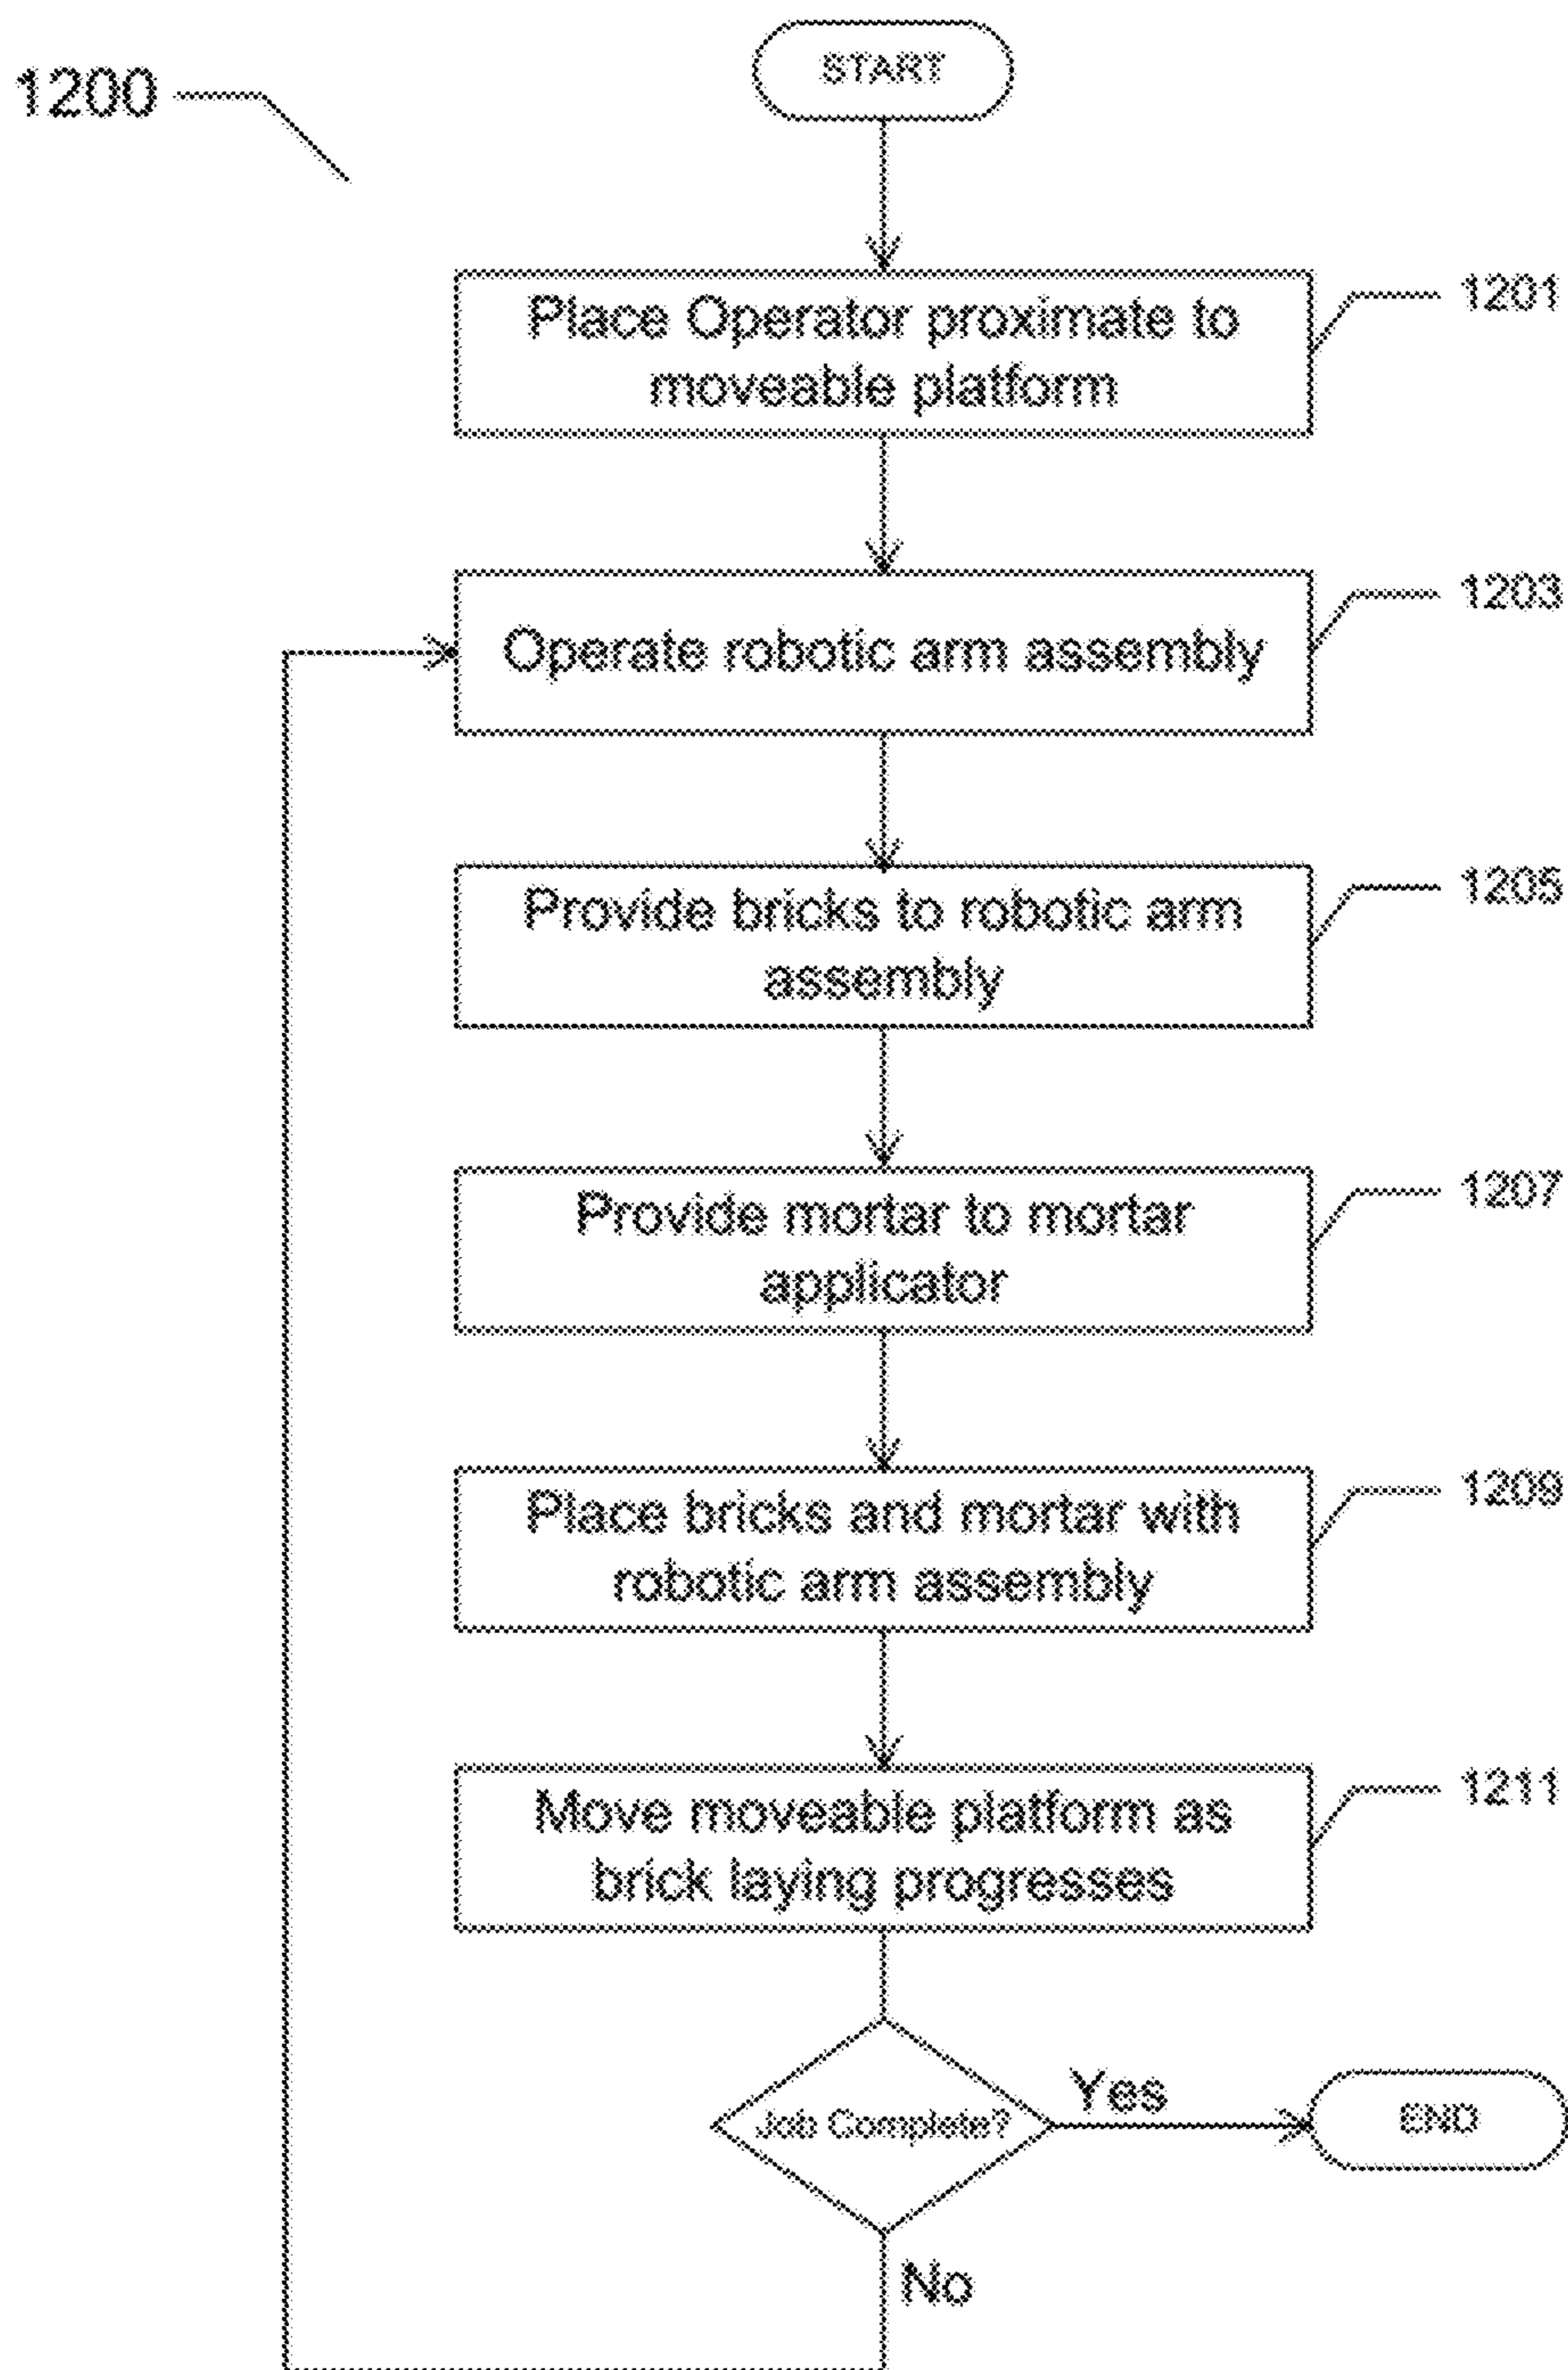 START
1200
Place Operator proximate to
moveable platform
1201
Operate robotic arm assembly
1203
Provide bricks to robotic arm
assembly
1205
Provide mortar to mortar
applicator
1207
Place bricks and mortar with
robotic arm assembly
1209
Move moveable platform as
brick laying progresses
1211
Job Complete?
Yes
END
No